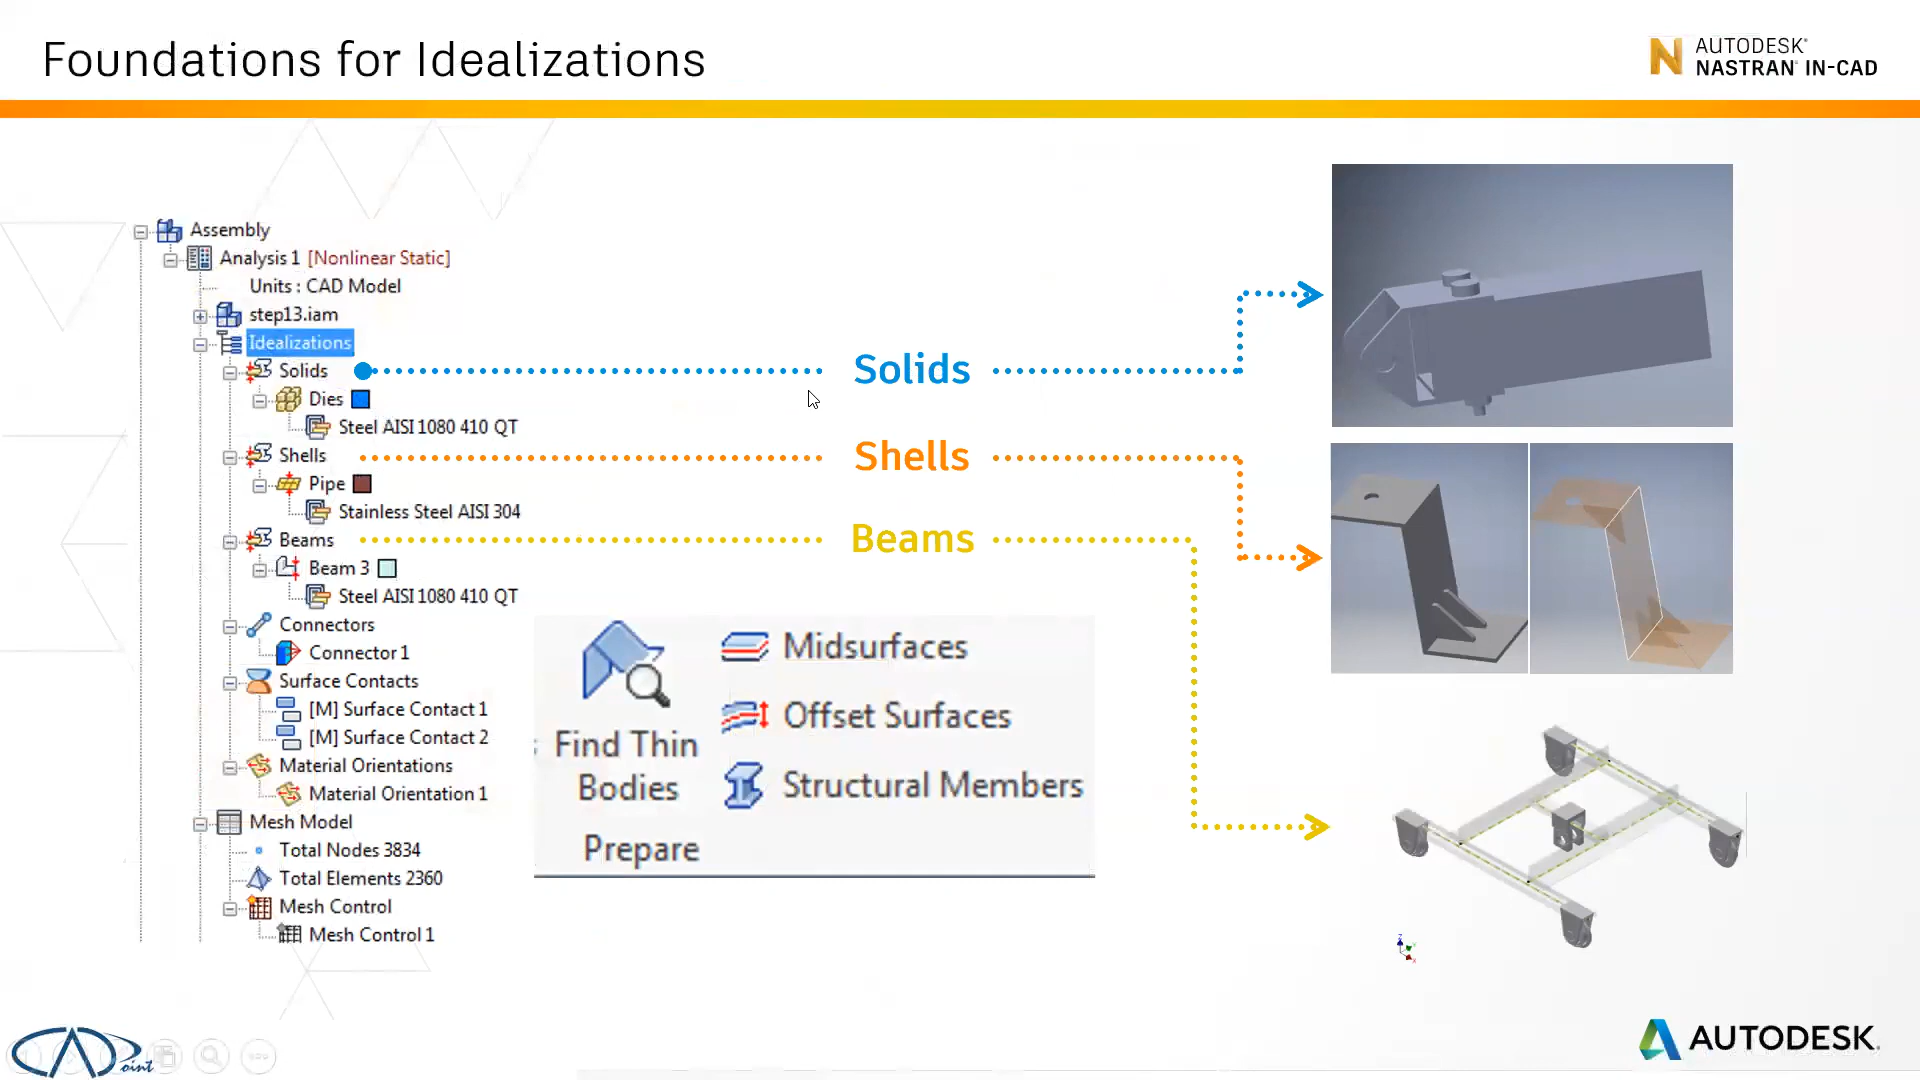 Foundations for Idealizations
AUTODESK®
NASTRAN® IN-CAD
Assembly
Analysis 1 [Nonlinear Static]
Units : CAD Model
step13.iam
Idealizations
Solids
Dies
Steel AISI 1080 410 QT
Shells
Pipe
Stainless Steel AISI 304
Beams
Beam 3
Steel AISI 1080 410 QT
Connectors
Connector 1
Surface Contacts
[M] Surface Contact 1
[M] Surface Contact 2
Material Orientations
Material Orientation 1
Mesh Model
Total Nodes 3834
Total Elements 2360
Mesh Control
Mesh Control 1
Solids
Shells
Beams
Find Thin
Bodies
Midsurfaces
Offset Surfaces
Structural Members
Prepare
CADpoint
AUTODESK.